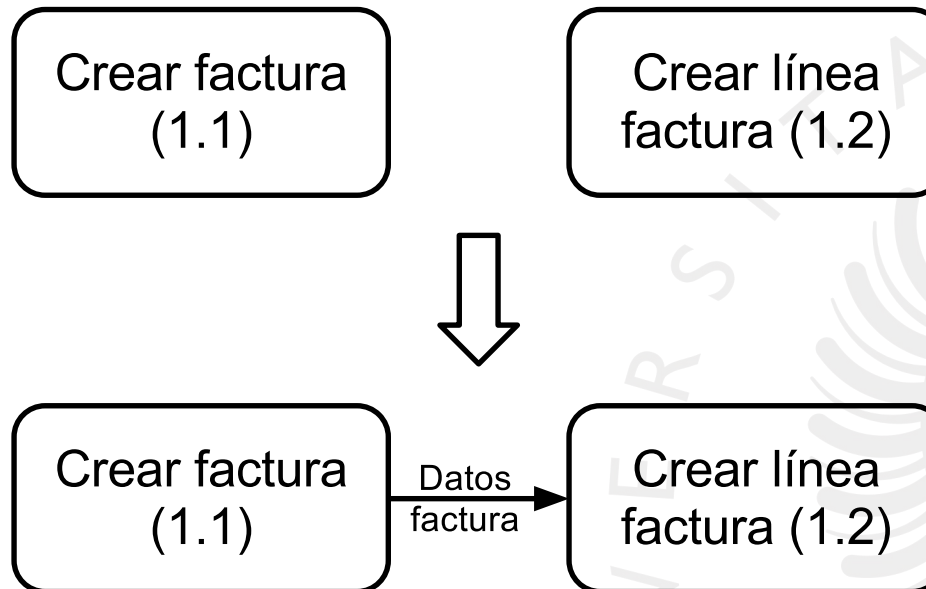 Crear factura
(1.1)
Crear línea
factura (1.2)
Crear factura
(1.1)
Datos
factura
Crear línea
factura (1.2)
E R S I T A